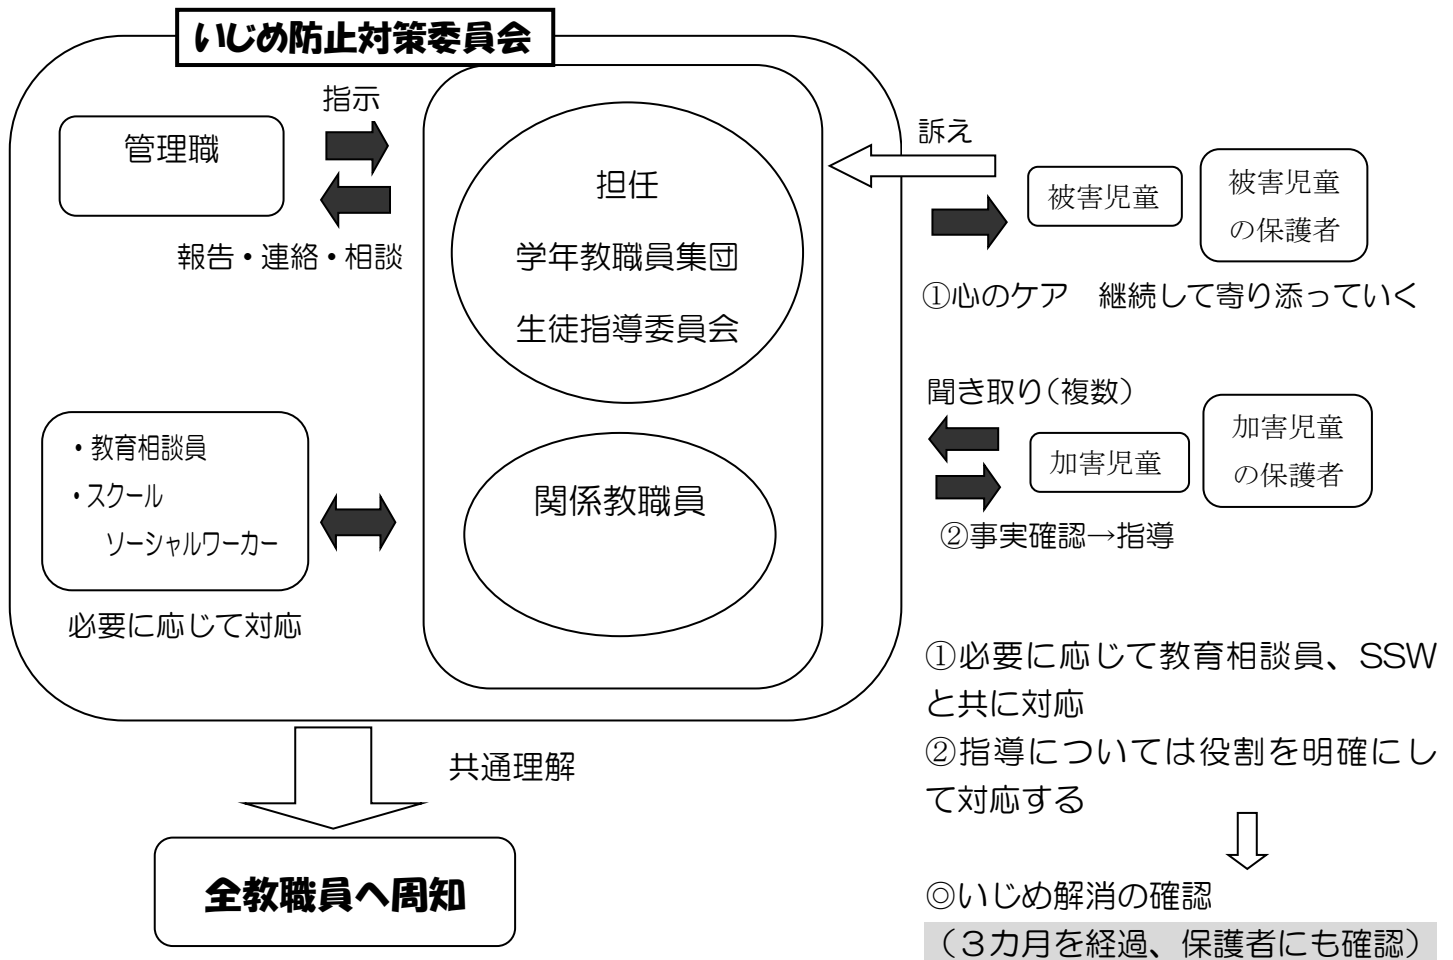 いじめ防止対策委員会
指示
管理職
報告・連絡・相談
担任
学年教職員集団
生徒指導委員会
訴え
被害児童
被害児童
の保護者
①心のケア　継続して寄り添っていく
聞き取り（複数）
加害児童
加害児童
の保護者
②事実確認→指導
・教育相談員
・スクール
ソーシャルワーカー
必要に応じて対応
関係教職員
①必要に応じて教育相談員、SSW
と共に対応
②指導については役割を明確にし
て対応する
共通理解
全教職員へ周知
◎いじめ解消の確認
（３カ月を経過、保護者にも確認）